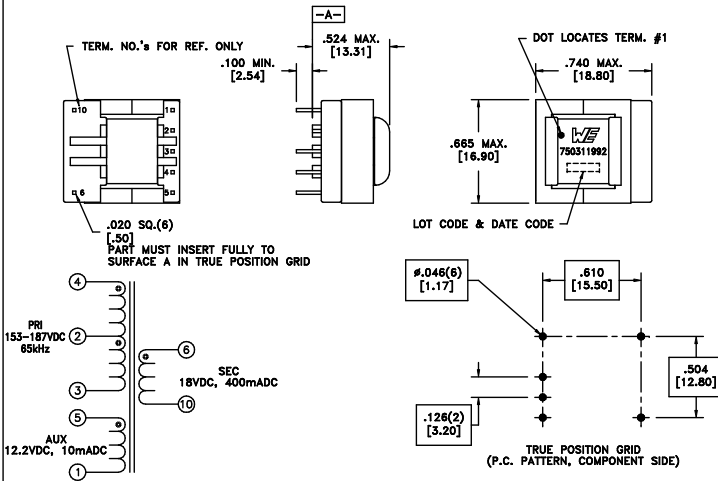 TERM. NO.'s FOR REF. ONLY
10
1
2
3
4
5
6
.020 SQ.(6)
[.50]
PART MUST INSERT FULLY TO
SURFACE A IN TRUE POSITION GRID
-A-
.524 MAX.
[13.31]
.100 MIN.
[2.54]
DOT LOCATES TERM. #1
.740 MAX.
[18.80]
.665 MAX.
[16.90]
WE
750311992
LOT CODE & DATE CODE
4
PRI
153-187VDC
65kHz
2
3
5
AUX
12.2VDC, 10mADC
1
6
SEC
18VDC, 400mADC
10
ø.046(6)
[1.17]
.610
[15.50]
.504
[12.80]
.126(2)
[3.20]
TRUE POSITION GRID
(P.C. PATTERN, COMPONENT SIDE)